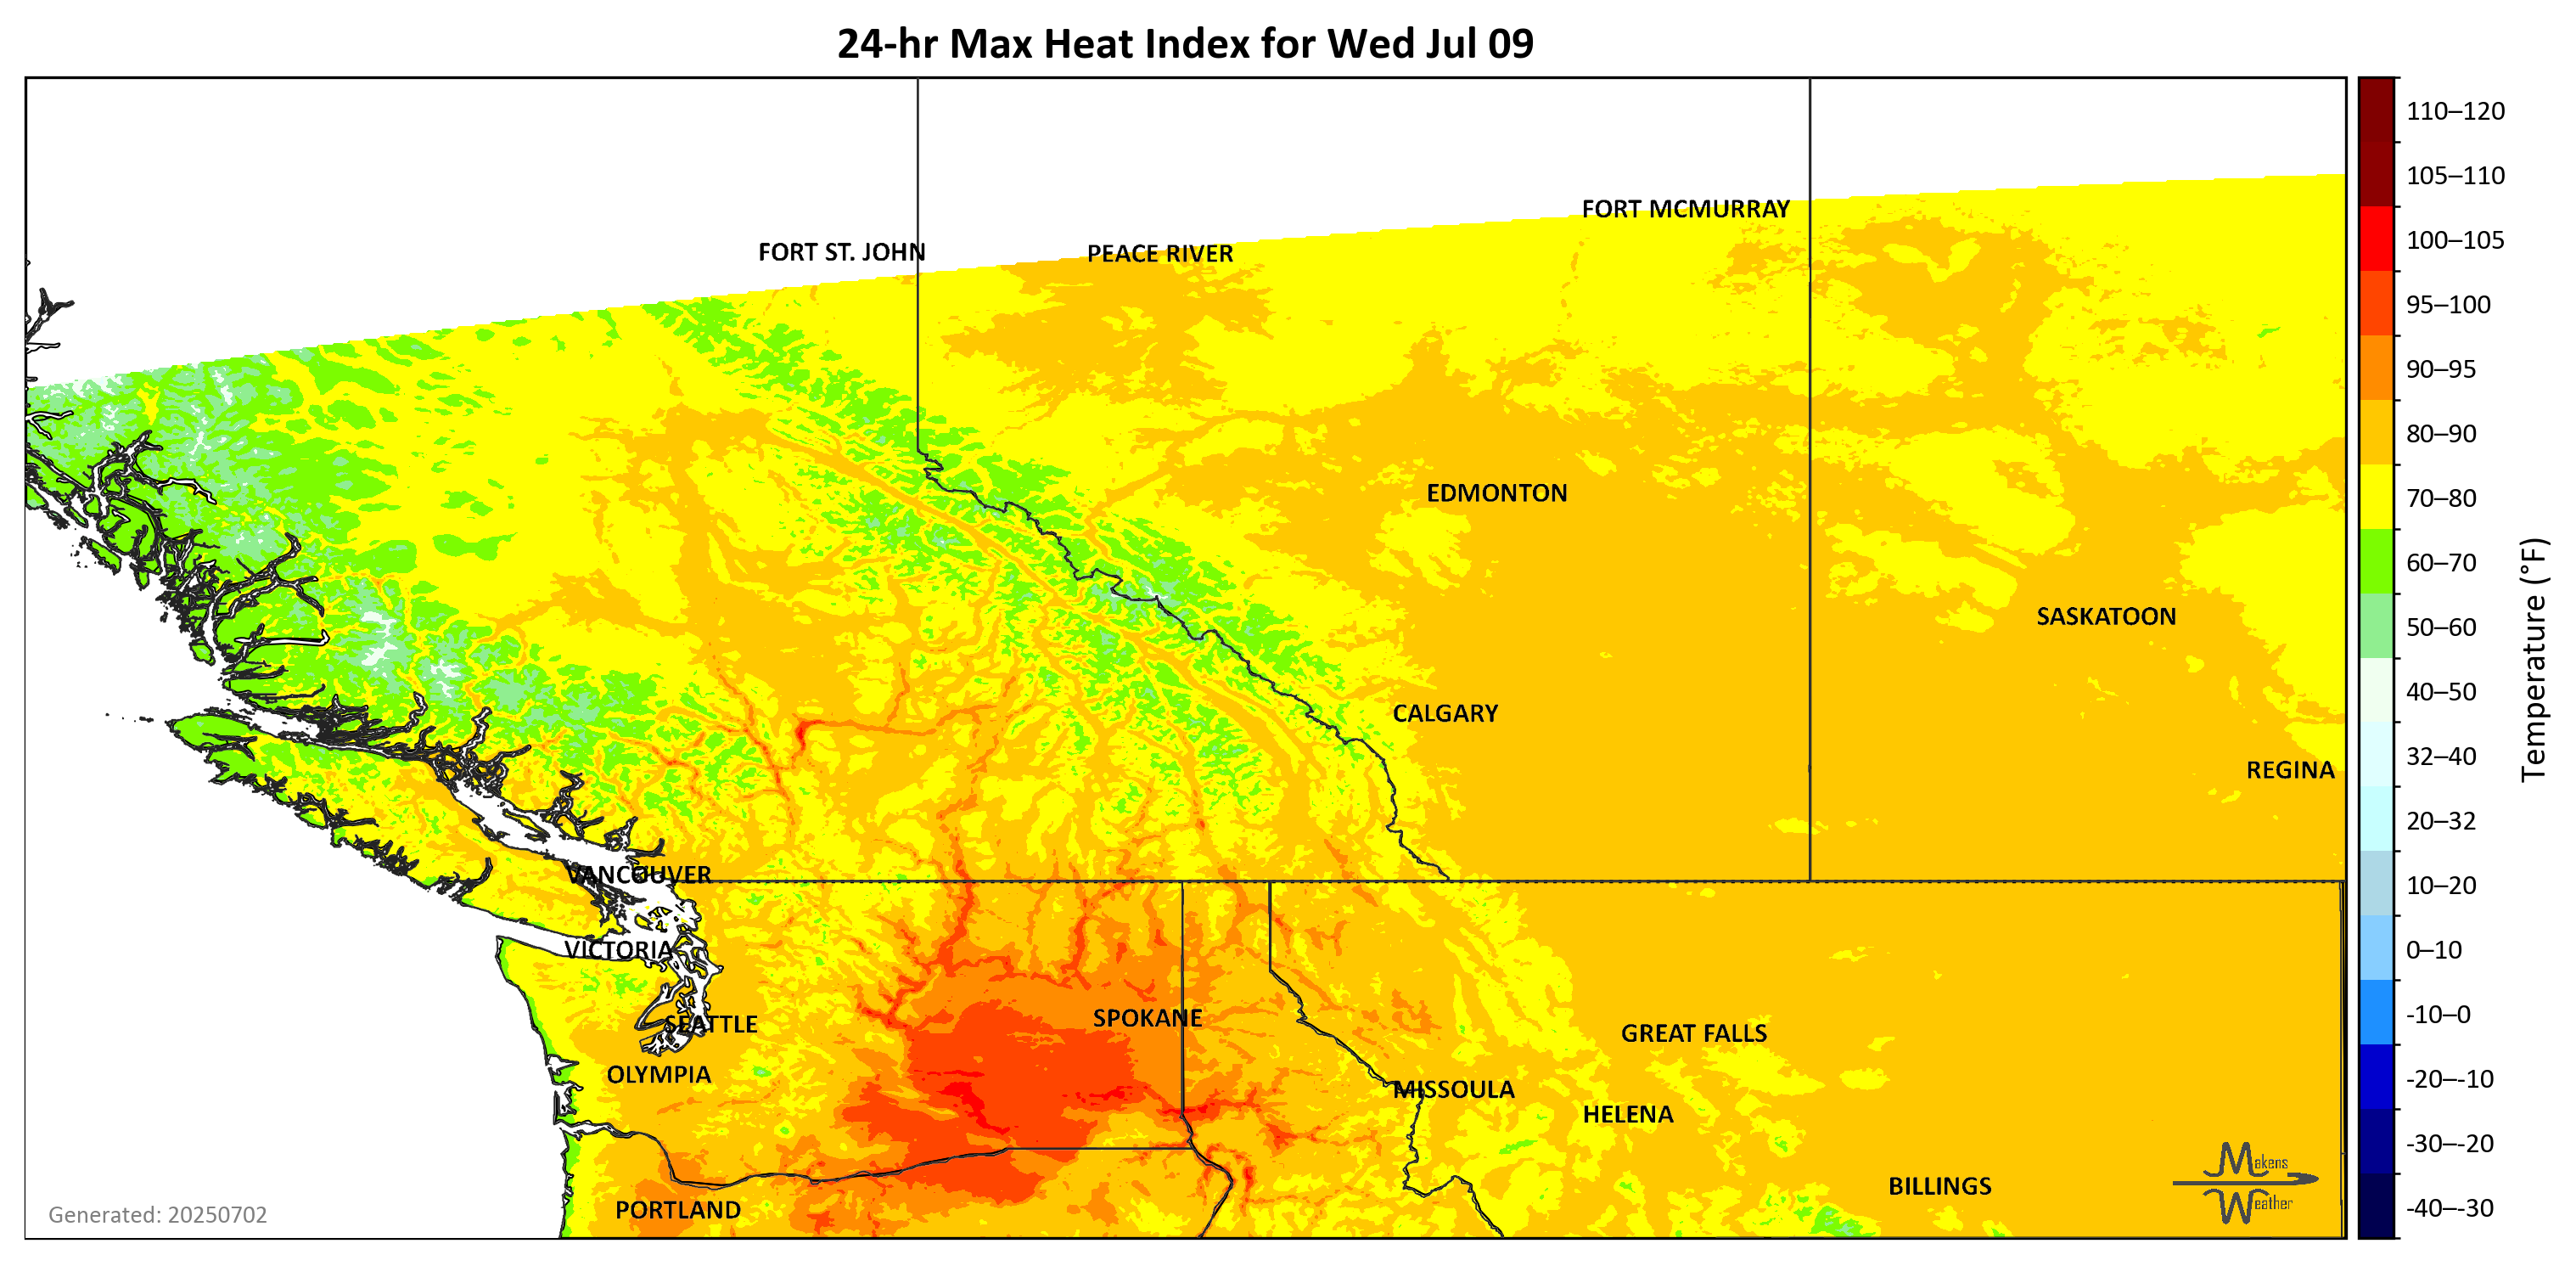 24-hr Max Heat Index for Wed Jul 09
110–120
105–110
FORT MCMURRAY
100–105
FORT ST. JOHN
PEACE RIVER
95–100
90–95
80–90
EDMONTON
70–80
60–70
SASKATOON
50–60
Temperature (°F)
40–50
CALGARY
32–40
REGINA
20–32
VANCOUVER
10–20
VICTORIA
0–10
-10–0
SPOKANE
SEATTLE
GREAT FALLS
OLYMPIA
-20–-10
MISSOULA
HELENA
-30–-20
Makens
Weather
BILLINGS
PORTLAND
-40–-30
Generated: 20250702